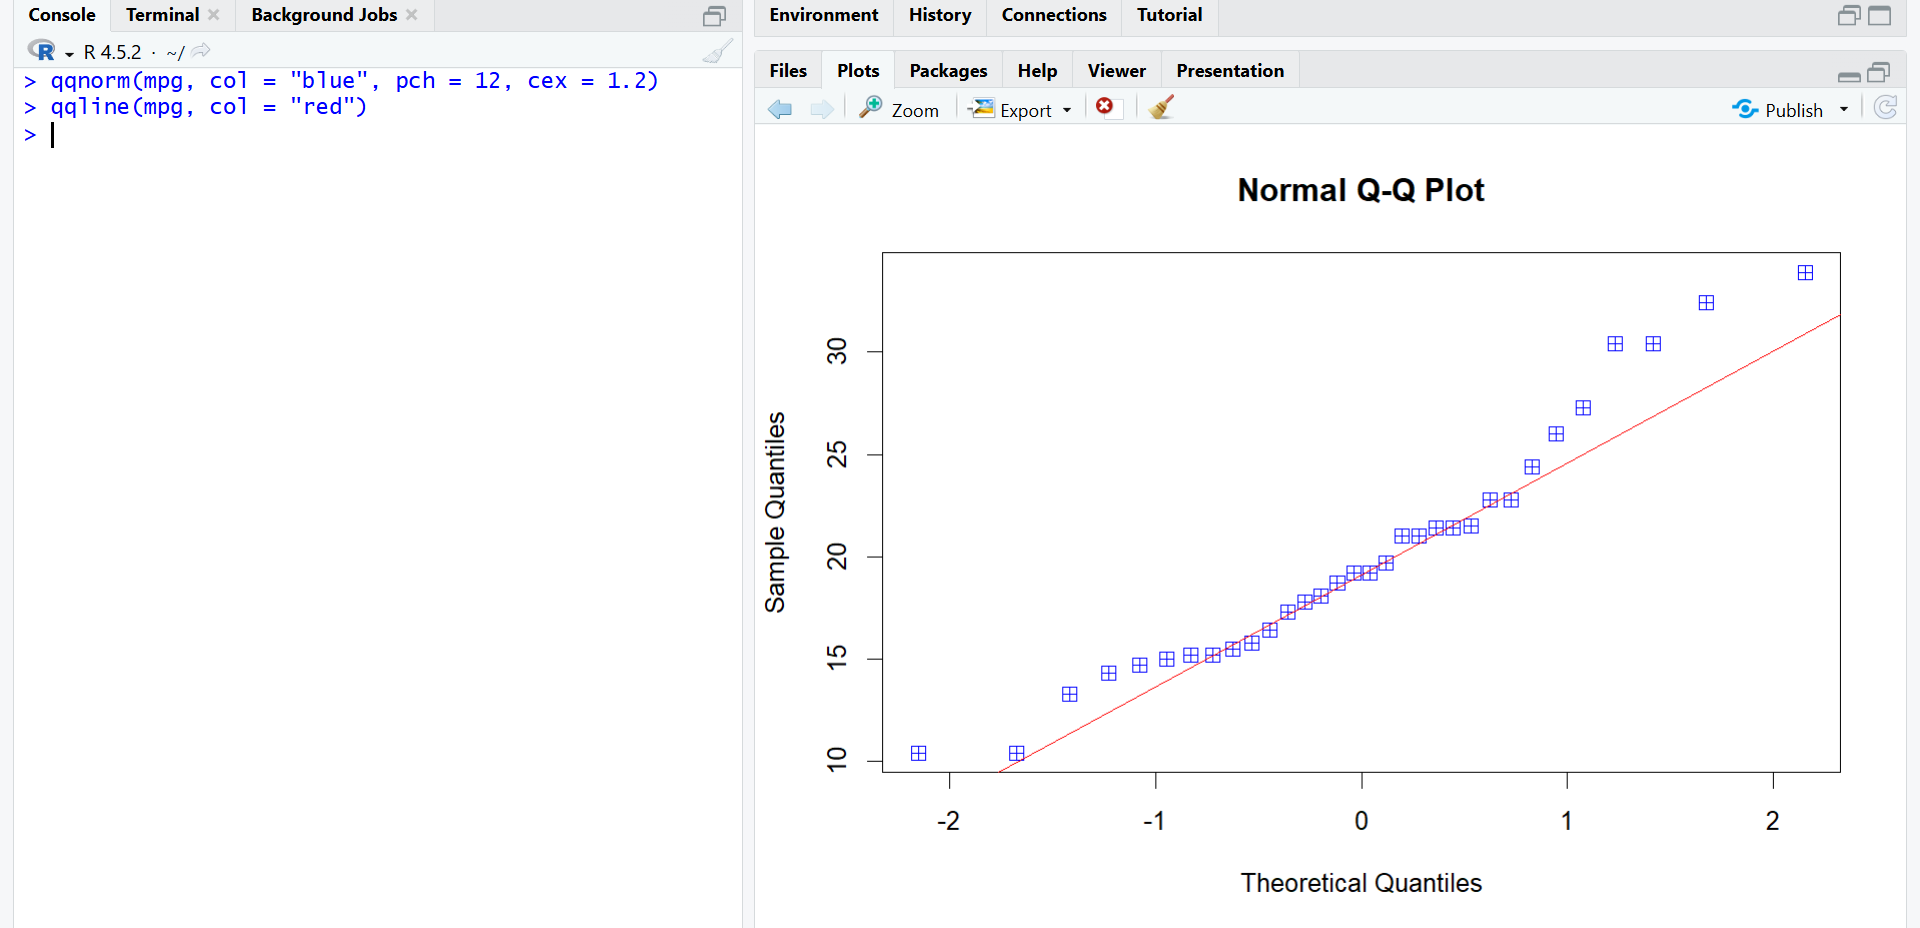 Console Terminal Background Jobs
R R 4.5.2 · ~/
> qqnorm(mpg, col = "blue", pch = 12, cex = 1.2)
> qqline(mpg, col = "red")
>
Environment History Connections Tutorial
Files Plots Packages Help Viewer Presentation
Zoom Export Publish
Normal Q-Q Plot
Sample Quantiles
30
25
20
15
10
-2 -1 0 1 2
Theoretical Quantiles